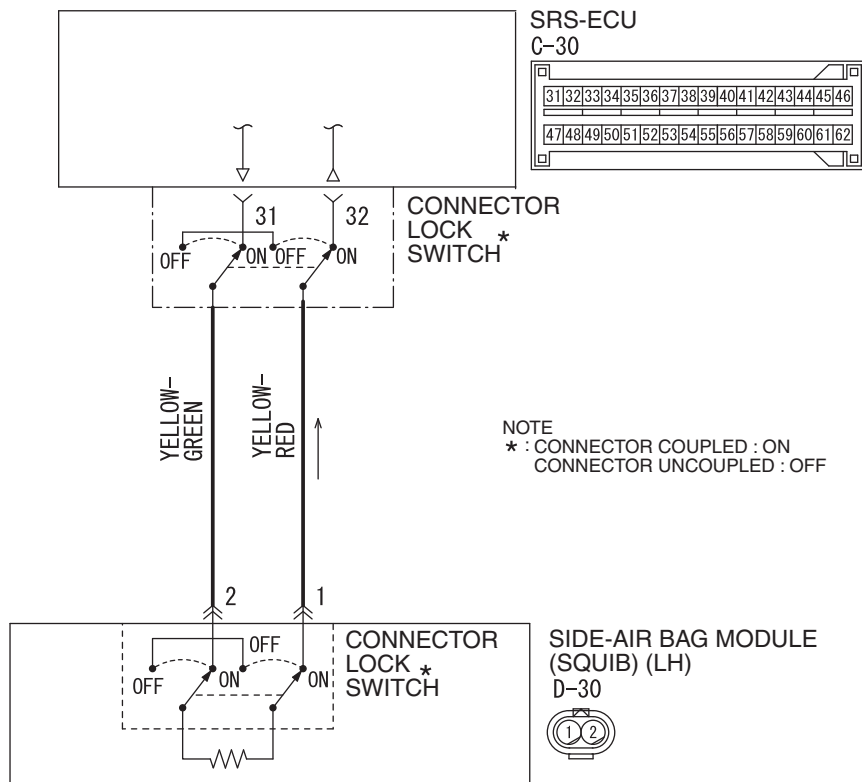 SRS-ECU
C-30
31 32 33 34 35 36 37 38 39 40 41 42 43 44 45 46
47 48 49 50 51 52 53 54 55 56 57 58 59 60 61 62
31 32
CONNECTOR
LOCK
SWITCH*
OFF ON OFF ON
YELLOW-
GREEN
YELLOW-
RED
NOTE
* : CONNECTOR COUPLED : ON
CONNECTOR UNCOUPLED : OFF
2 1
OFF ON OFF ON
CONNECTOR
LOCK *
SWITCH
SIDE-AIR BAG MODULE
(SQUIB) (LH)
D-30
1 2